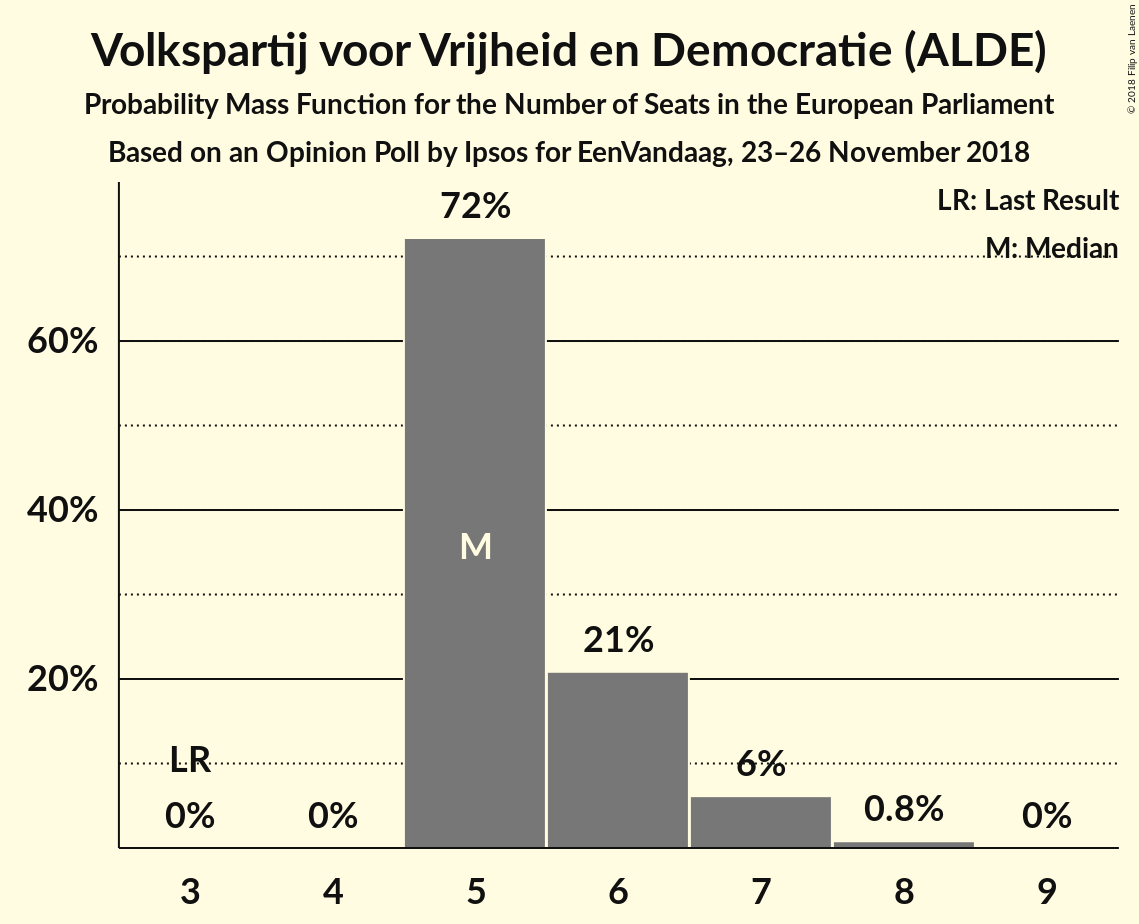 Volkspartij voor Vrijheid en Democratie (ALDE)
Probability Mass Function for the Number of Seats in the European Parliament
Based on an Opinion Poll by Ipsos for EenVandaag, 23–26 November 2018
© 2018 Filip van Laenen
LR: Last Result
M: Median
72%
60%
40%
M
21%
20%
LR
6%
0%
0%
0.8%
0%
3
4
5
6
7
8
9